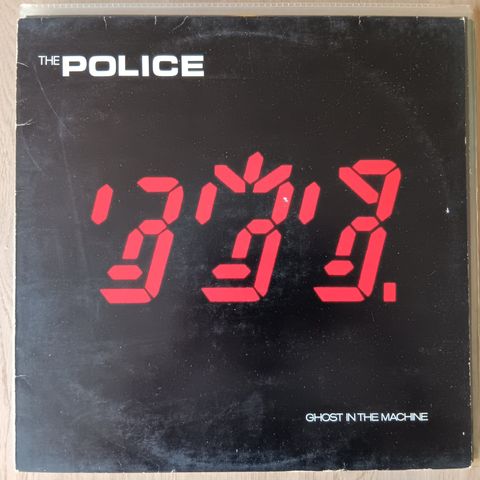 THE POLICE
GHOST IN THE MACHINE